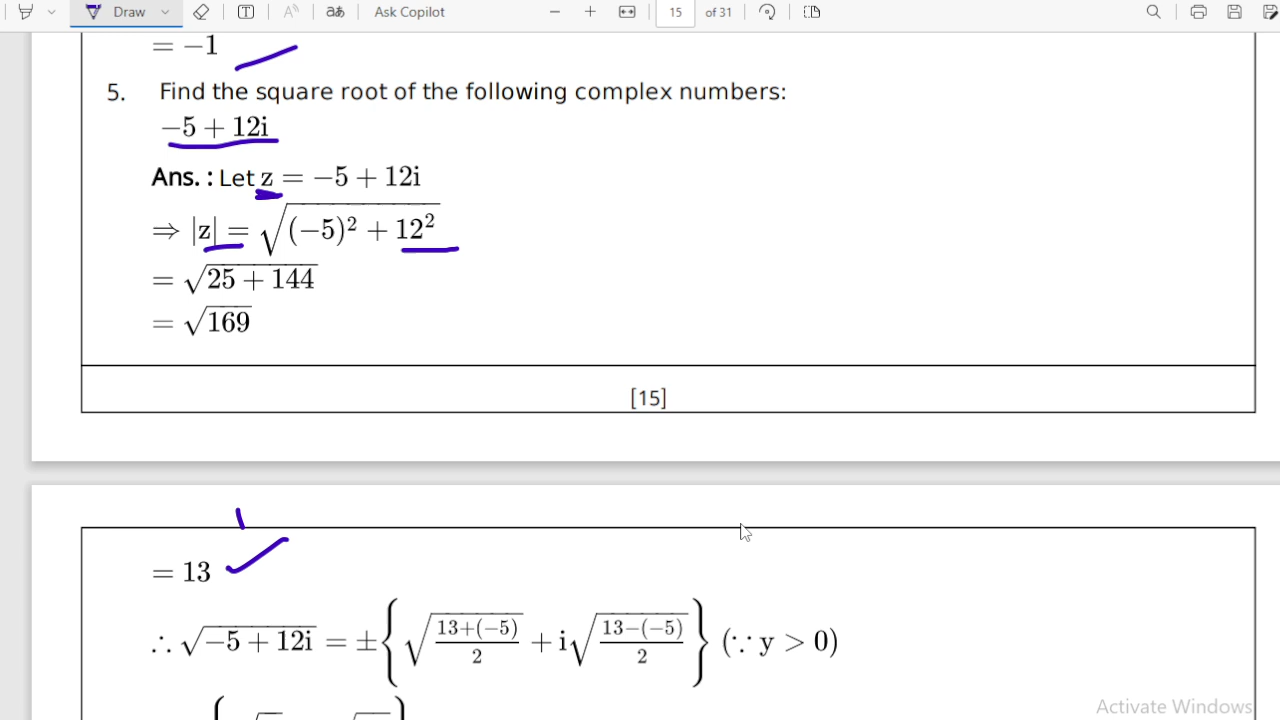 Draw Ask Copilot 15 of 31
= −1
5. Find the square root of the following complex numbers:
−5 + 12i
Ans. : Let z = −5 + 12i
⇒ |z| = √((−5)² + 12²)
= √(25 + 144)
= √169
[15]
= 13
∴ √(−5 + 12i) = ±{√((13+(−5))/2) + i√((13−(−5))/2)} (∵ y > 0)
Activate Windows